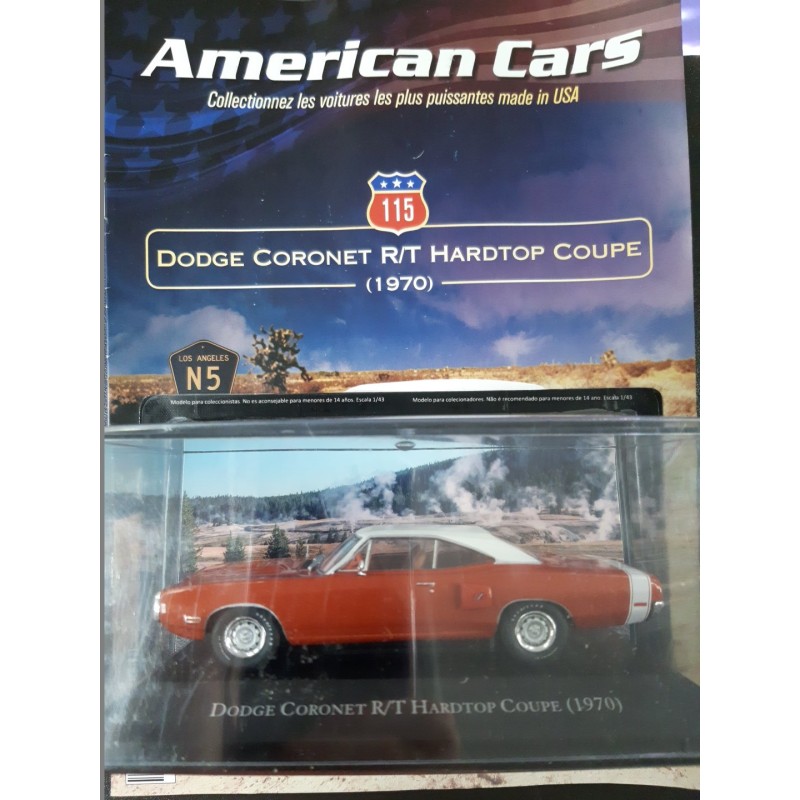 American Cars
Collectionnez les voitures les plus puissantes made in USA
115
DODGE CORONET R/T HARDTOP COUPE
(1970)
LOS ANGELES
N5
Modelo para coleccionistas. No es aconsejable para menores de 14 años. Escala 1/43
Modelo para colecionadores. Não é recomendado para menores de 14 ans. Escala 1/43
DODGE CORONET R/T HARDTOP COUPE (1970)